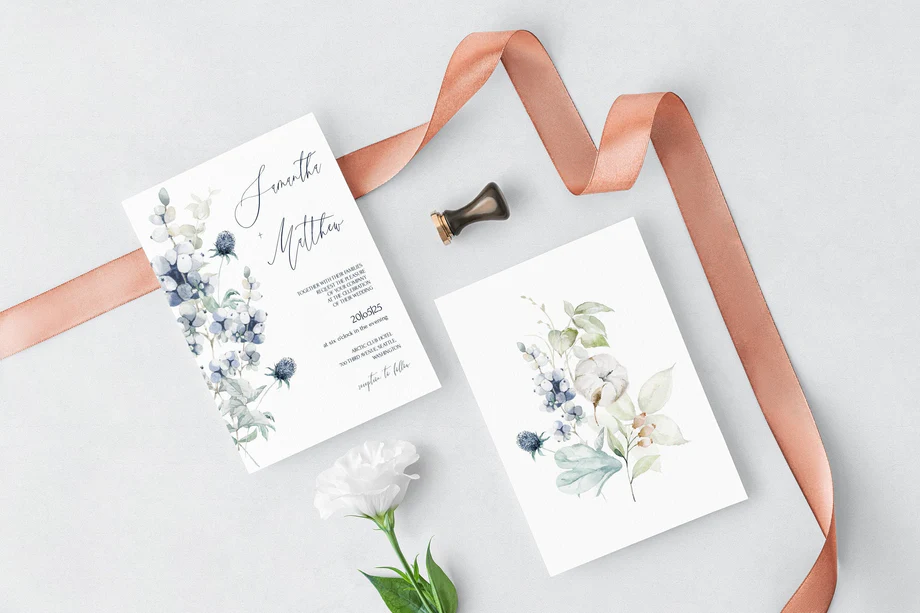 Samantha
+
Matthew
TOGETHER WITH THEIR FAMILIES
REQUEST THE PLEASURE
OF YOUR COMPANY
AT THE CELEBRATION
OF THEIR WEDDING
20|05|25
at six o'clock in the evening
ARCTIC CLUB HOTEL
700 THIRD AVENUE, SEATTLE,
WASHINGTON
reception to follow